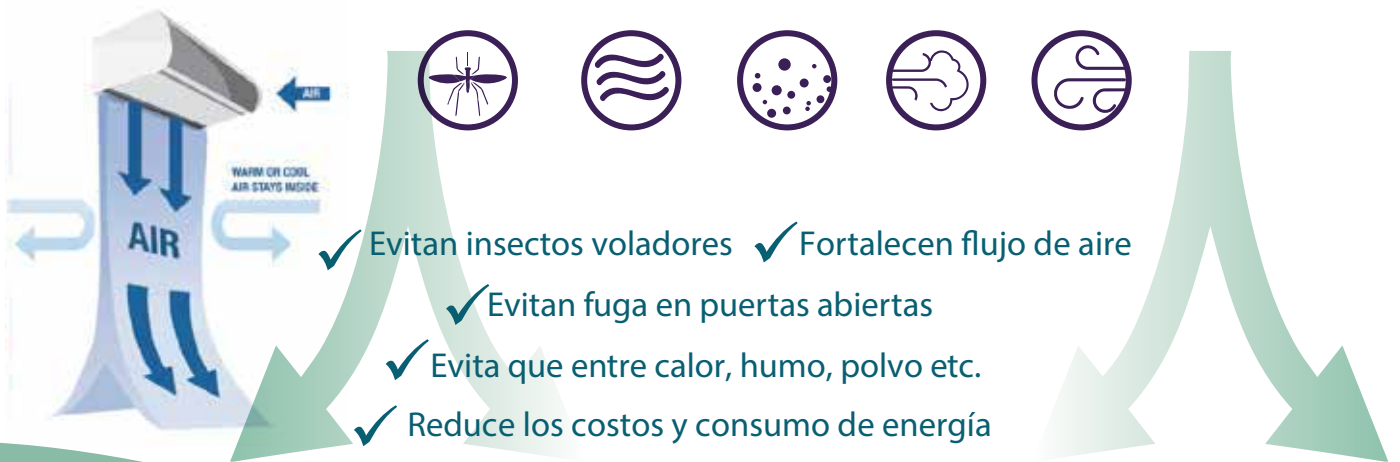 AIR
WARM OR COOL
AIR STAYS INSIDE
AIR
Evitan insectos voladores
Fortalecen flujo de aire
Evitan fuga en puertas abiertas
Evita que entre calor, humo, polvo etc.
Reduce los costos y consumo de energía